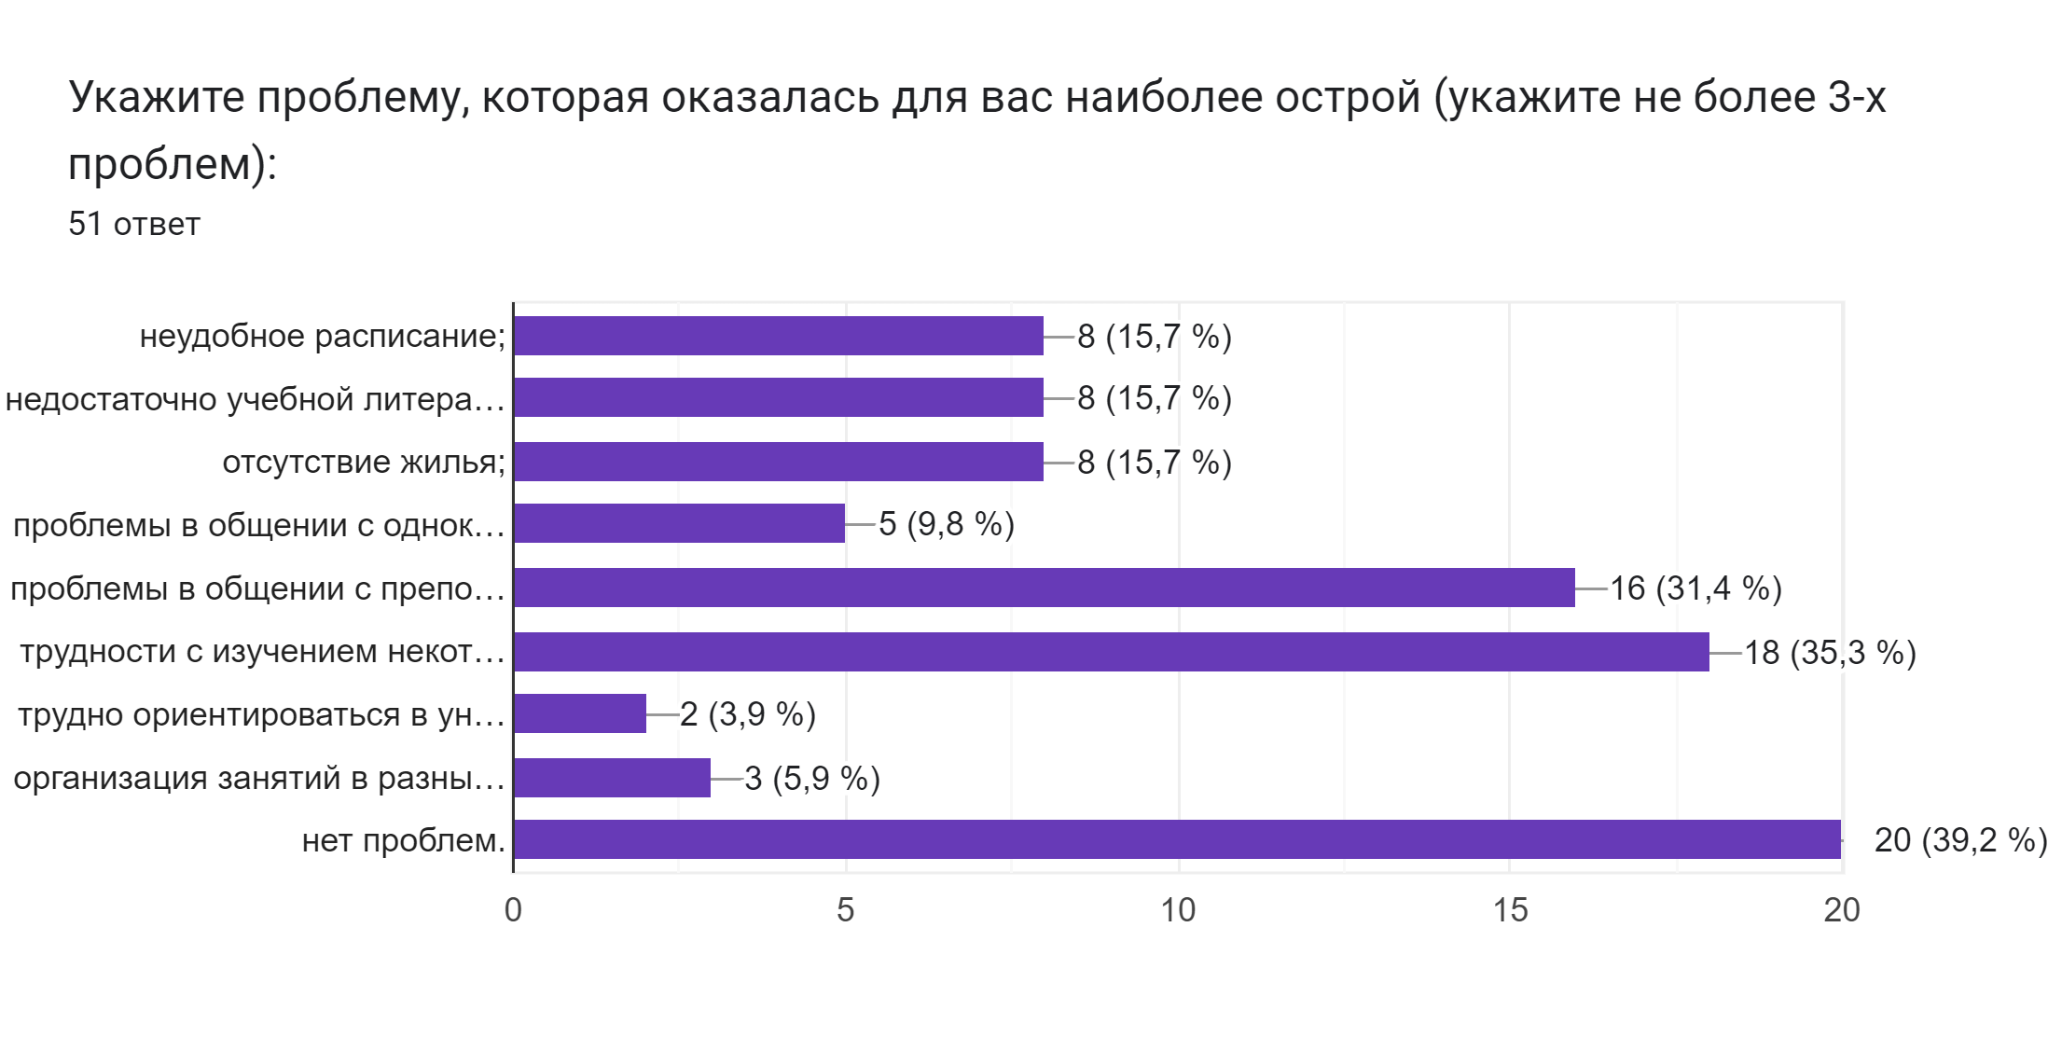 Укажите проблему, которая оказалась для вас наиболее острой (укажите не более 3-х
проблем):
51 ответ
неудобное расписание; 8 (15,7 %)
недостаточно учебной литера… 8 (15,7 %)
отсутствие жилья; 8 (15,7 %)
проблемы в общении с однок… 5 (9,8 %)
проблемы в общении с препо… 16 (31,4 %)
трудности с изучением некот… 18 (35,3 %)
трудно ориентироваться в ун… 2 (3,9 %)
организация занятий в разны… 3 (5,9 %)
нет проблем. 20 (39,2 %)
0 5 10 15 20